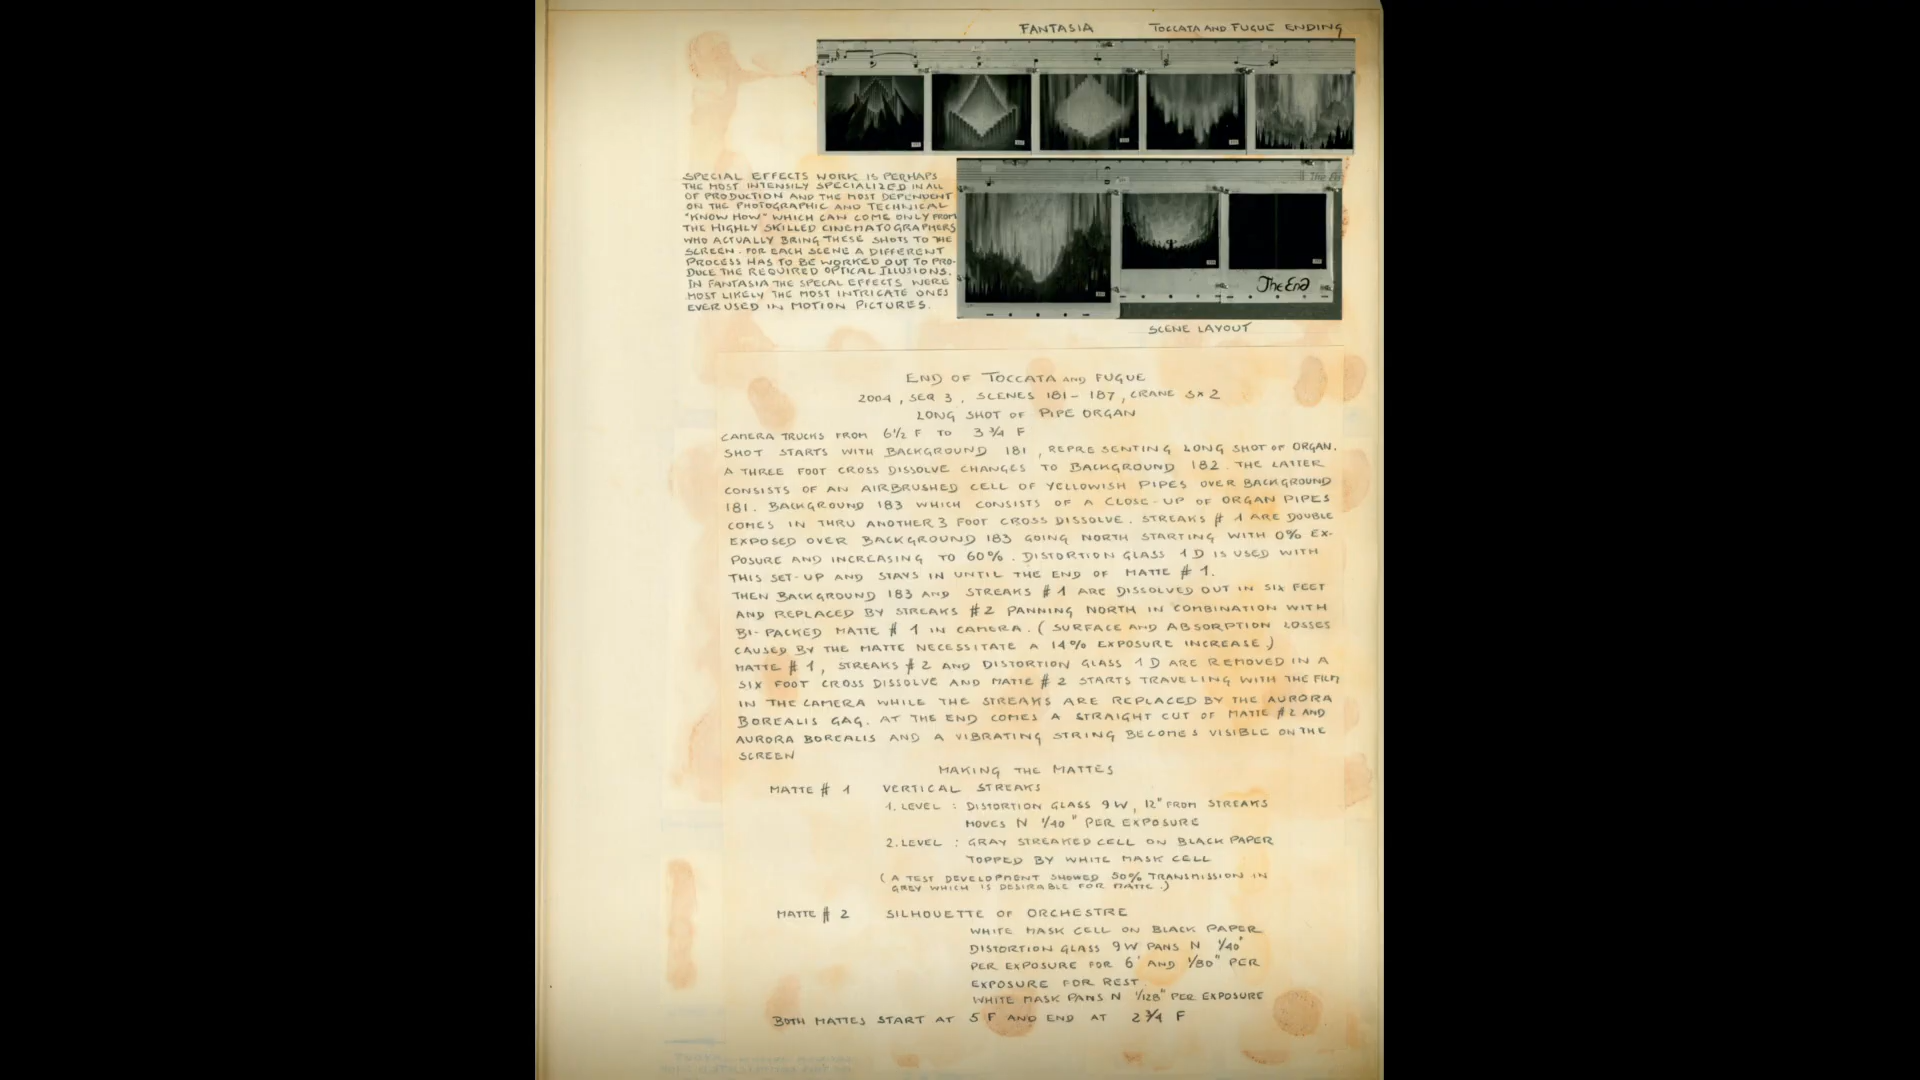 FANTASIA TOCCATA AND FUGUE ENDING
SPECIAL EFFECTS WORK IS PERHAPS
THE MOST INTENSILY SPECIALIZED IN ALL
OF PRODUCTION AND THE MOST DEPENDENT
ON THE PHOTOGRAPHIC AND TECHNICAL
"KNOW HOW" WHICH CAN COME ONLY FROM
THE HIGHLY SKILLED CINEMATOGRAPHERS
WHO ACTUALLY BRING THESE SHOTS TO THE
SCREEN. FOR EACH SCENE A DIFFERENT
PROCESS HAS TO BE WORKED OUT TO PRO-
DUCE THE REQUIRED OPTICAL ILLUSIONS.
IN FANTASIA THE SPECAL EFFECTS WERE
MOST LIKELY THE MOST INTRICATE ONES
EVER USED IN MOTION PICTURES.
The End
SCENE LAYOUT
END OF TOCCATA AND FUGUE
2004, SEQ 3, SCENES 181-187, CRANE SX2
LONG SHOT OF PIPE ORGAN
CAMERA TRUCKS FROM 6½ F TO 3¾ F
SHOT STARTS WITH BACKGROUND 181, REPRESENTING LONG SHOT OF ORGAN.
A THREE FOOT CROSS DISSOLVE CHANGES TO BACKGROUND 182. THE LATTER
CONSISTS OF AN AIRBRUSHED CELL OF YELLOWISH PIPES OVER BACKGROUND
181. BACKGROUND 183 WHICH CONSISTS OF A CLOSE-UP OF ORGAN PIPES
COMES IN THRU ANOTHER 3 FOOT CROSS DISSOLVE. STREAKS # 1 ARE DOUBLE
EXPOSED OVER BACKGROUND 183 GOING NORTH STARTING WITH 0% EX-
POSURE AND INCREASING TO 60%. DISTORTION GLASS 1D IS USED WITH
THIS SET-UP AND STAYS IN UNTIL THE END OF MATTE # 1.
THEN BACKGROUND 183 AND STREAKS # 1 ARE DISSOLVED OUT IN SIX FEET
AND REPLACED BY STREAKS #2 PANNING NORTH IN COMBINATION WITH
BI-PACKED MATTE # 1 IN CAMERA. (SURFACE AND ABSORPTION LOSSES
CAUSED BY THE MATTE NECESSITATE A 14% EXPOSURE INCREASE.)
MATTE # 1, STREAKS # 2 AND DISTORTION GLASS 1D ARE REMOVED IN A
SIX FOOT CROSS DISSOLVE AND MATTE # 2 STARTS TRAVELING WITH THE FILM
IN THE CAMERA WHILE THE STREAKS ARE REPLACED BY THE AURORA
BOREALIS GAG. AT THE END COMES A STRAIGHT CUT OF MATTE #2 AND
AURORA BOREALIS AND A VIBRATING STRING BECOMES VISIBLE ON THE
SCREEN
MAKING THE MATTES
MATTE # 1 VERTICAL STREAKS
1. LEVEL : DISTORTION GLASS 9W, 12" FROM STREAKS
MOVES N 1/40" PER EXPOSURE
2. LEVEL : GRAY STREAKED CELL ON BLACK PAPER
TOPPED BY WHITE MASK CELL
(A TEST DEVELOPMENT SHOWED 50% TRANSMISSION IN
GREY WHICH IS DESIRABLE FOR MATTE.)
MATTE # 2 SILHOUETTE OF ORCHESTRE
WHITE MASK CELL ON BLACK PAPER
DISTORTION GLASS 9W PANS N 1/40"
PER EXPOSURE FOR 6' AND 1/80" PER
EXPOSURE FOR REST
WHITE MASK PANS N 1/128" PER EXPOSURE
BOTH MATTES START AT 5 F AND END AT 2¾ F